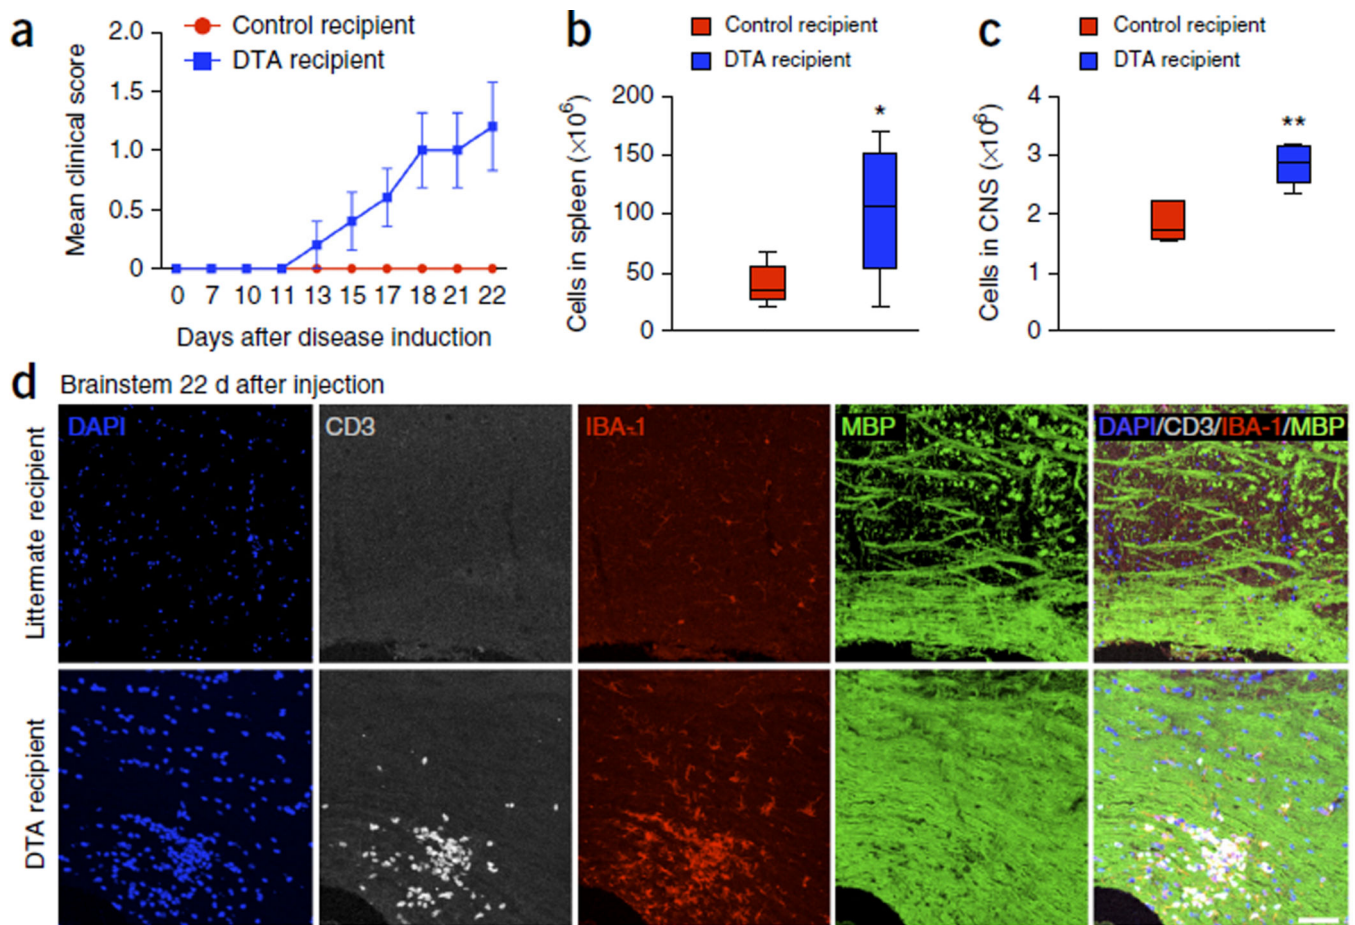 a
Control recipient
DTA recipient
Mean clinical score
2.0
1.5
1.0
0.5
0
0 7 10 11 13 15 17 18 21 22
Days after disease induction
b
Control recipient
DTA recipient
Cells in spleen (×10⁶)
200
150
100
50
0
*
c
Control recipient
DTA recipient
Cells in CNS (×10⁶)
4
3
2
1
0
**
d Brainstem 22 d after injection
Littermate recipient
DAPI
CD3
IBA-1
MBP
DAPI/CD3/IBA-1/MBP
DTA recipient